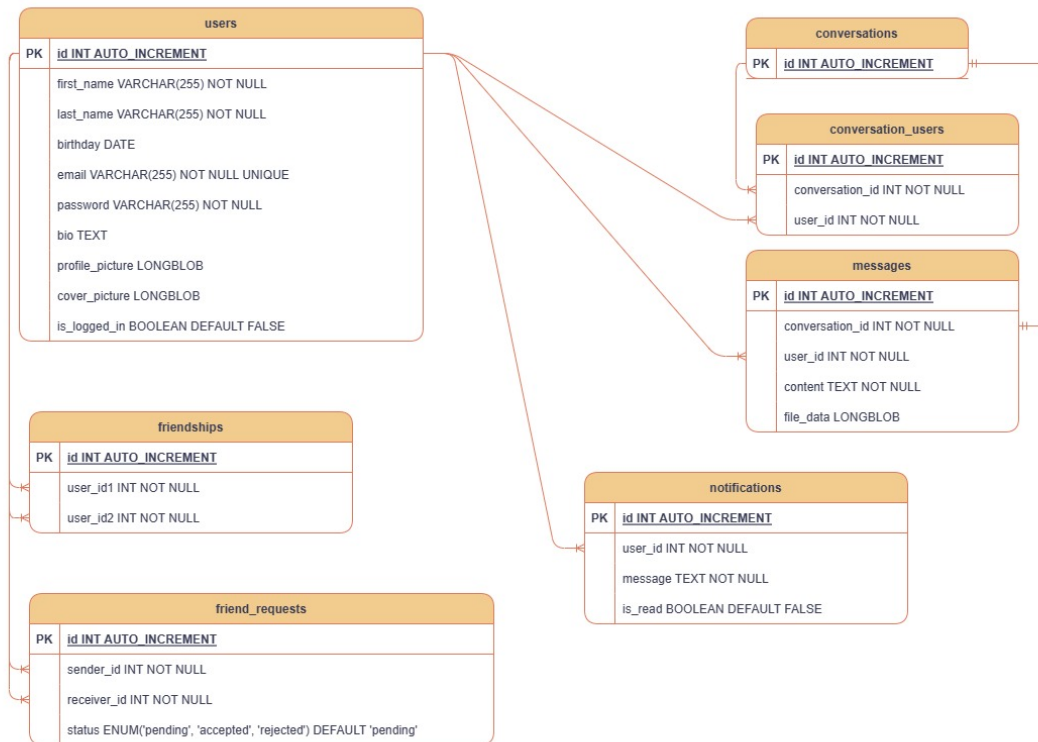 users
PK id INT AUTO_INCREMENT
first_name VARCHAR(255) NOT NULL
last_name VARCHAR(255) NOT NULL
birthday DATE
email VARCHAR(255) NOT NULL UNIQUE
password VARCHAR(255) NOT NULL
bio TEXT
profile_picture LONGBLOB
cover_picture LONGBLOB
is_logged_in BOOLEAN DEFAULT FALSE
conversations
PK id INT AUTO_INCREMENT
conversation_users
PK id INT AUTO_INCREMENT
conversation_id INT NOT NULL
user_id INT NOT NULL
messages
PK id INT AUTO_INCREMENT
conversation_id INT NOT NULL
user_id INT NOT NULL
content TEXT NOT NULL
file_data LONGBLOB
friendships
PK id INT AUTO_INCREMENT
user_id1 INT NOT NULL
user_id2 INT NOT NULL
notifications
PK id INT AUTO_INCREMENT
user_id INT NOT NULL
message TEXT NOT NULL
is_read BOOLEAN DEFAULT FALSE
friend_requests
PK id INT AUTO_INCREMENT
sender_id INT NOT NULL
receiver_id INT NOT NULL
status ENUM('pending', 'accepted', 'rejected') DEFAULT 'pending'